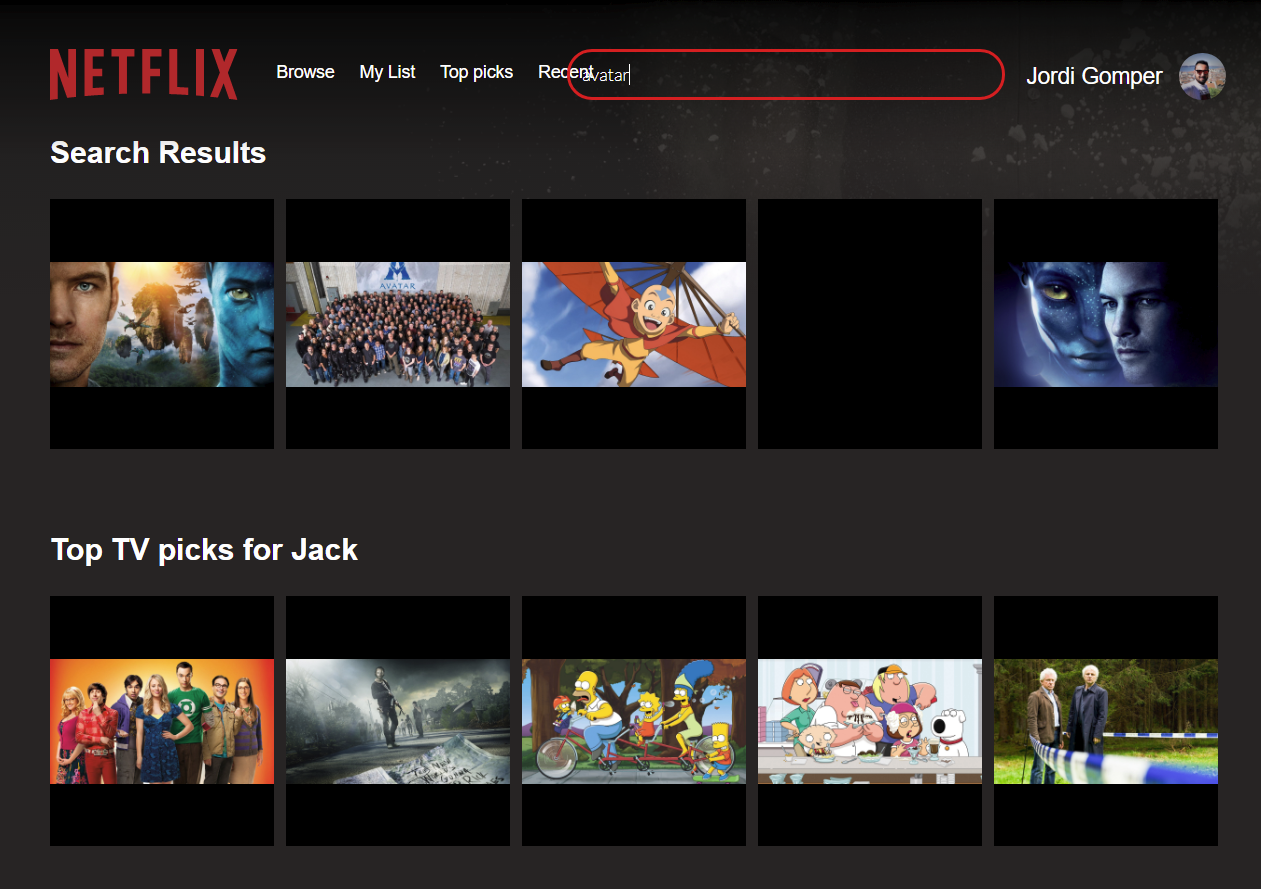 NETFLIX
Browse My List Top picks Recent
avatar
Jordi Gomper
Search Results
AVATAR
Top TV picks for Jack